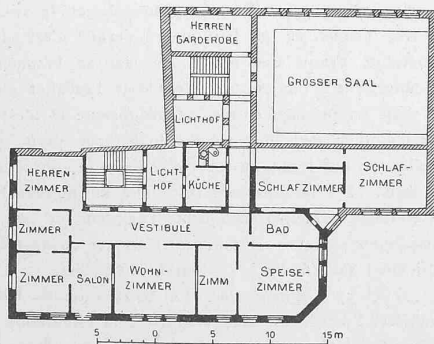 HERREN
GARDEROBE
GROSSER SAAL
LICHTHOF
HERREN
ZIMMER
LICHT-
HOF
KÜCHE
SCHLAFZIMMER
SCHLAF-
ZIMMER
ZIMMER
VESTIBULE
BAD
ZIMMER
SALON
WOHN-
ZIMMER
ZIMM
SPEISE-
ZIMMER
5 0 5 10 15 m